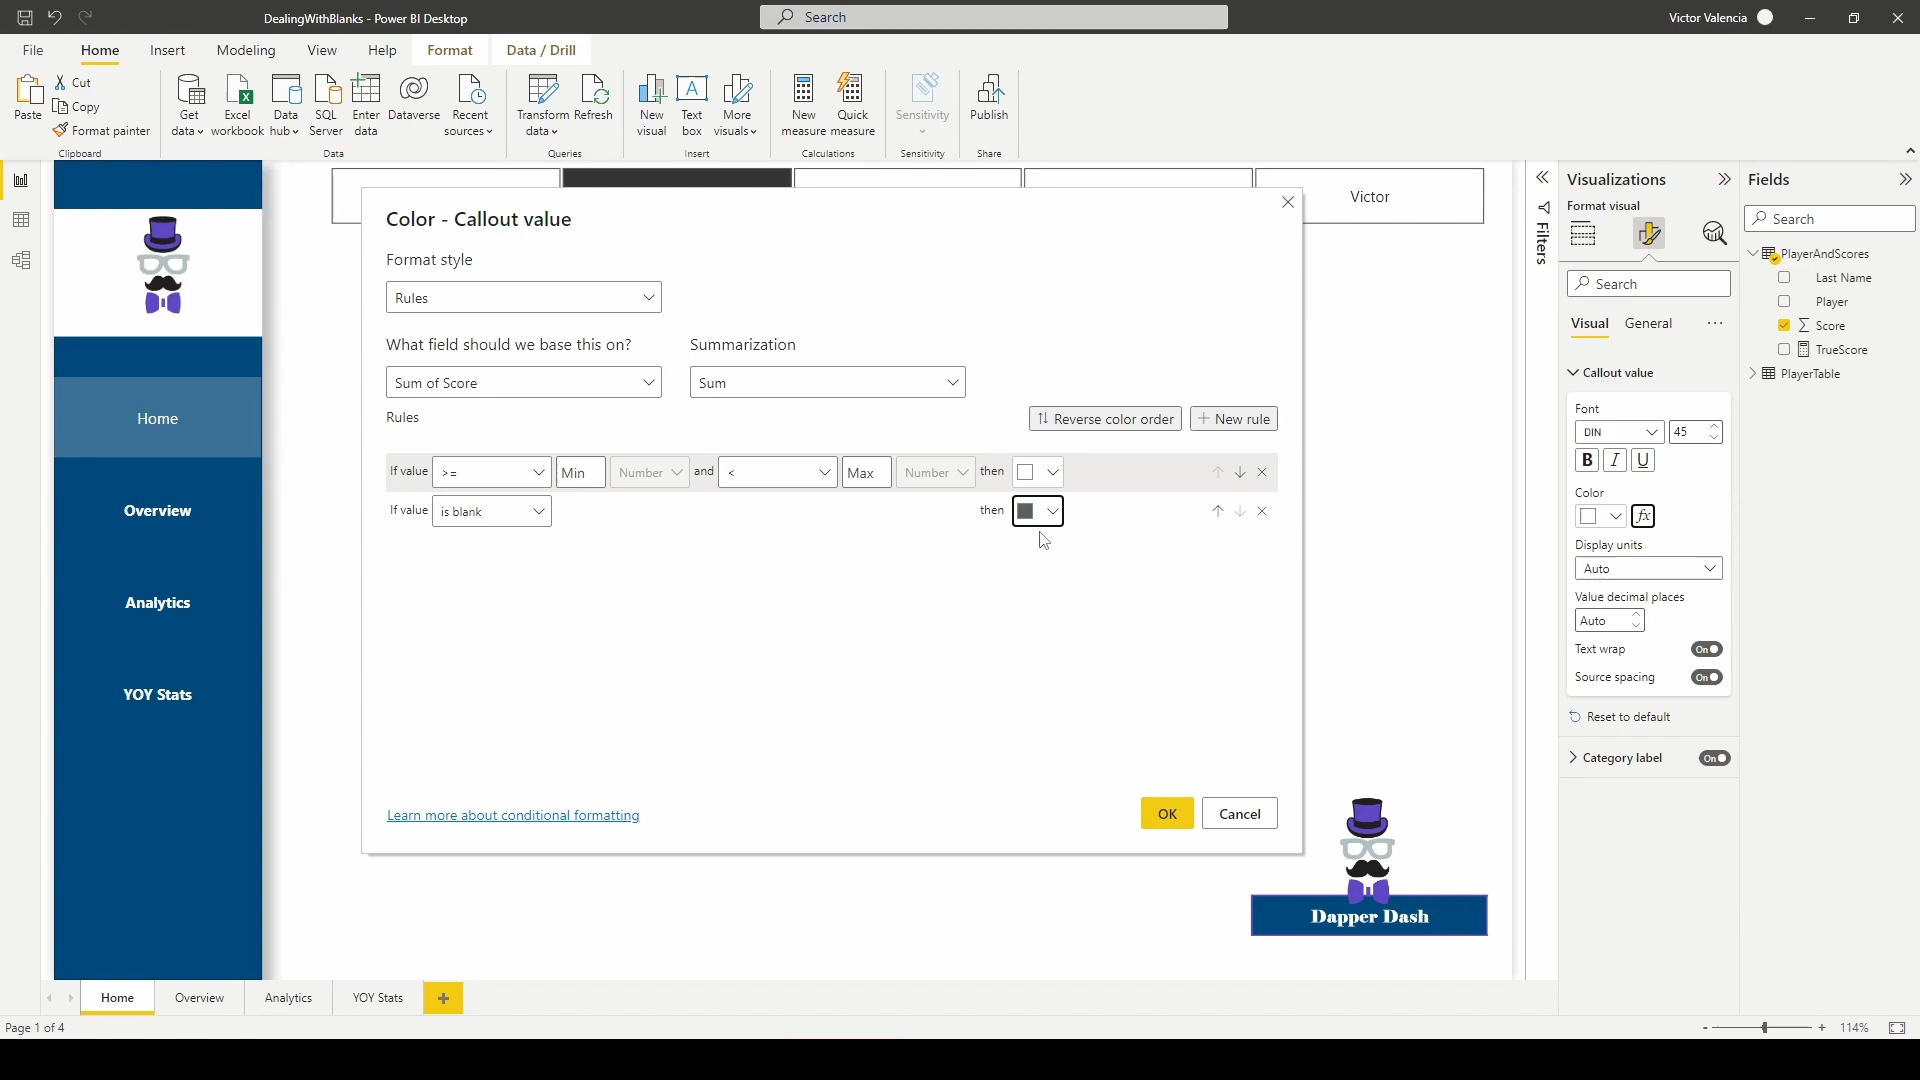 DealingWithBlanks - Power BI Desktop
Search
Victor Valencia
File Home Insert Modeling View Help Format Data / Drill
Paste
Cut
Copy
Format painter
Clipboard
Get data
Excel workbook
Data hub
SQL Server
Enter data
Dataverse
Recent sources
Data
Transform data
Refresh
Queries
New visual
Text box
More visuals
Insert
New measure
Quick measure
Calculations
Sensitivity
Sensitivity
Publish
Share
Home
Overview
Analytics
YOY Stats
Victor
Color - Callout value
Format style
Rules
What field should we base this on? Summarization
Sum of Score Sum
Rules Reverse color order New rule
If value >= Min Number and < Max Number then
If value is blank then
Learn more about conditional formatting
OK Cancel
Dapper Dash
Filters
Visualizations
Format visual
Search
Visual General ...
Callout value
Font
DIN 45
B I U
Color
fx
Display units
Auto
Value decimal places
Auto
Text wrap On
Source spacing On
Reset to default
Category label On
Fields
Search
PlayerAndScores
Last Name
Player
∑ Score
TrueScore
PlayerTable
Home Overview Analytics YOY Stats +
Page 1 of 4
- + 114%